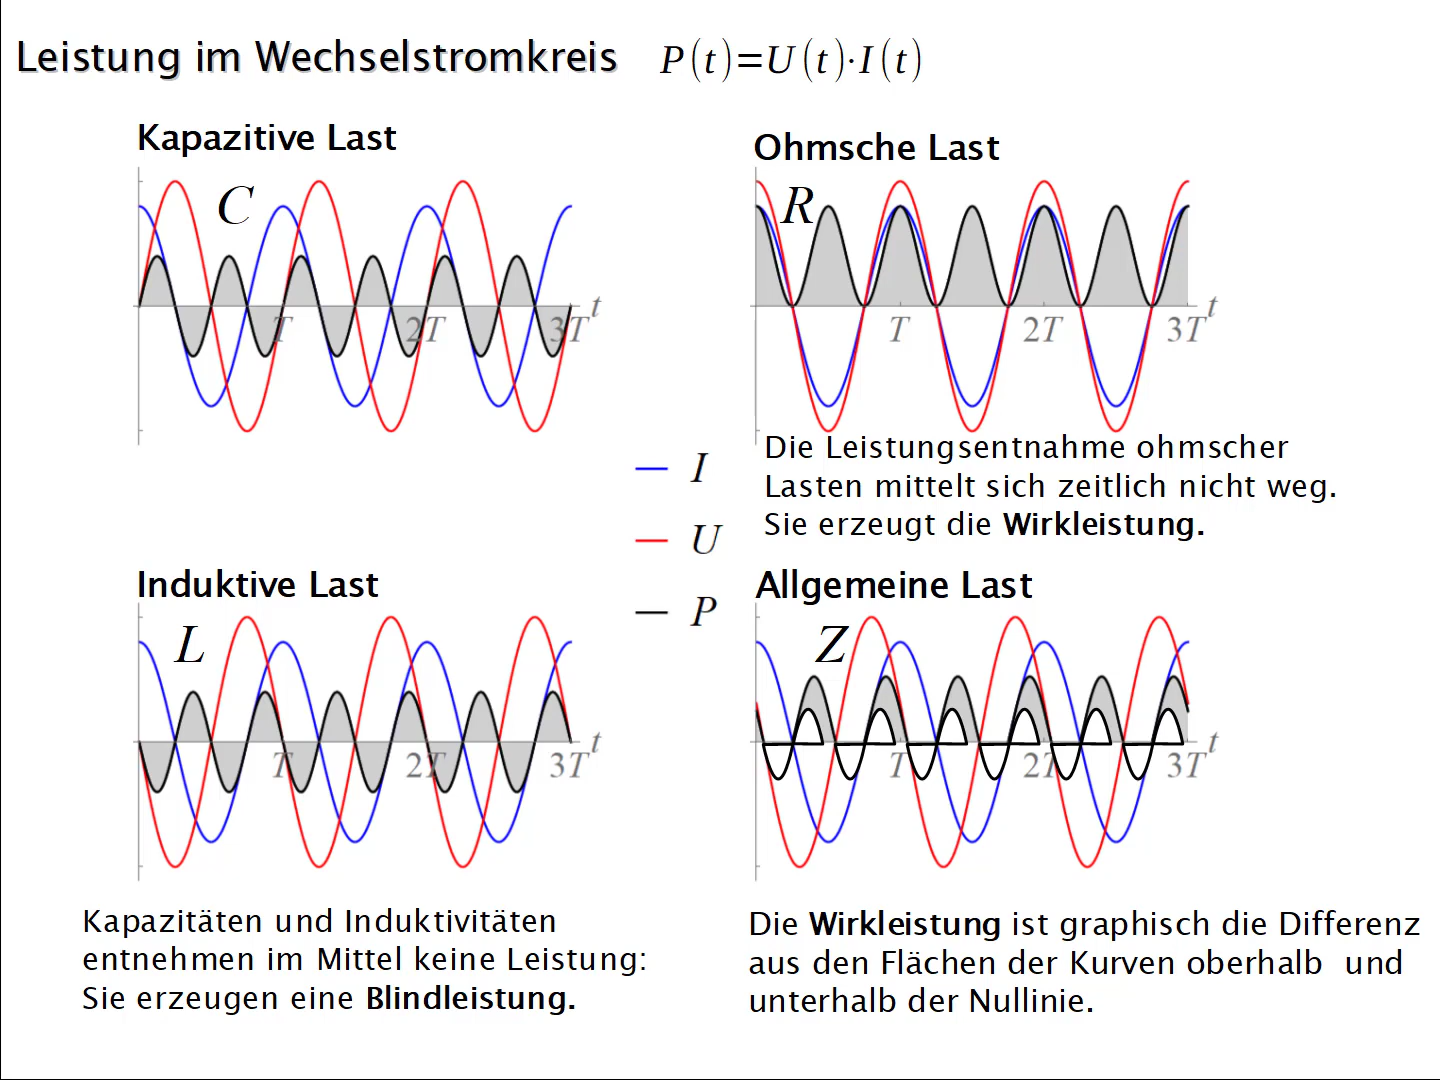 Leistung im Wechselstromkreis P(t)=U(t)·I(t)
Kapazitive Last
C
t
T
2T
3T
Ohmsche Last
R
t
T
2T
3T
Die Leistungsentnahme ohmscher
Lasten mittelt sich zeitlich nicht weg.
Sie erzeugt die Wirkleistung.
I
U
P
Induktive Last
L
t
T
2T
3T
Allgemeine Last
Z
t
T
2T
3T
Kapazitäten und Induktivitäten
entnehmen im Mittel keine Leistung:
Sie erzeugen eine Blindleistung.
Die Wirkleistung ist graphisch die Differenz
aus den Flächen der Kurven oberhalb  und
unterhalb der Nullinie.